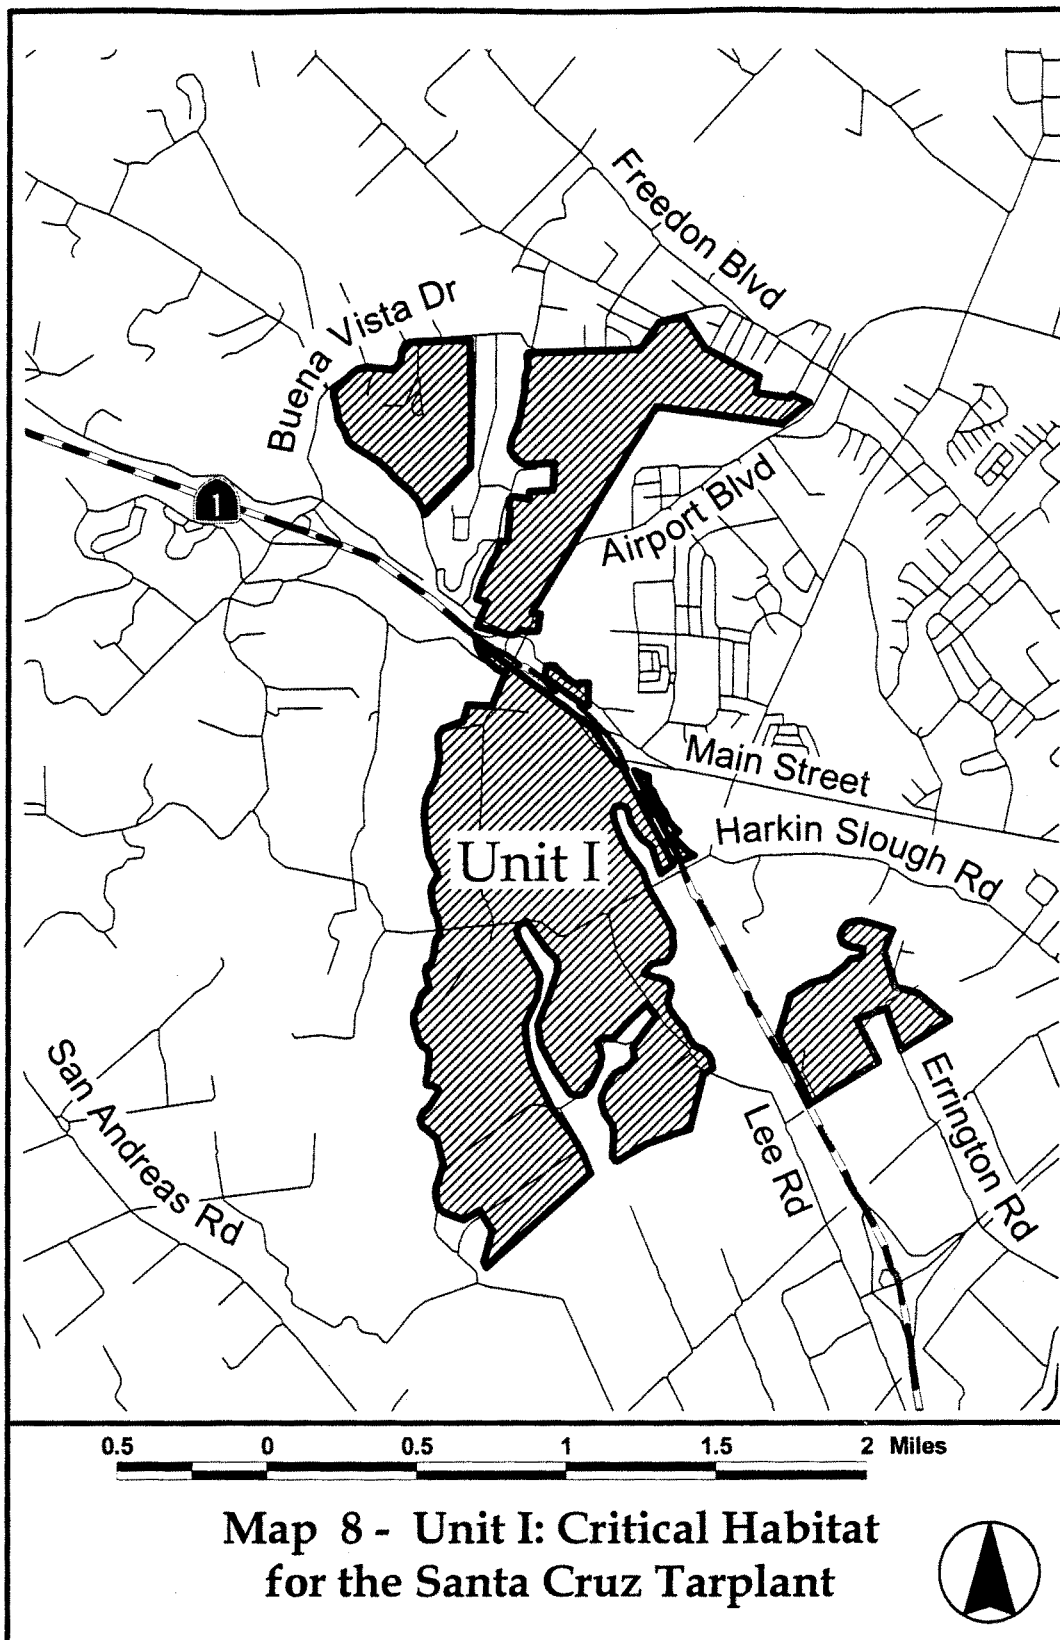 Freedon Blvd
Buena Vista Dr
1
Airport Blvd
Main Street
Harkin Slough Rd
Unit I
San Andreas Rd
Lee Rd
Errington Rd
0.5 0 0.5 1 1.5 2 Miles
Map 8 - Unit I: Critical Habitat
for the Santa Cruz Tarplant